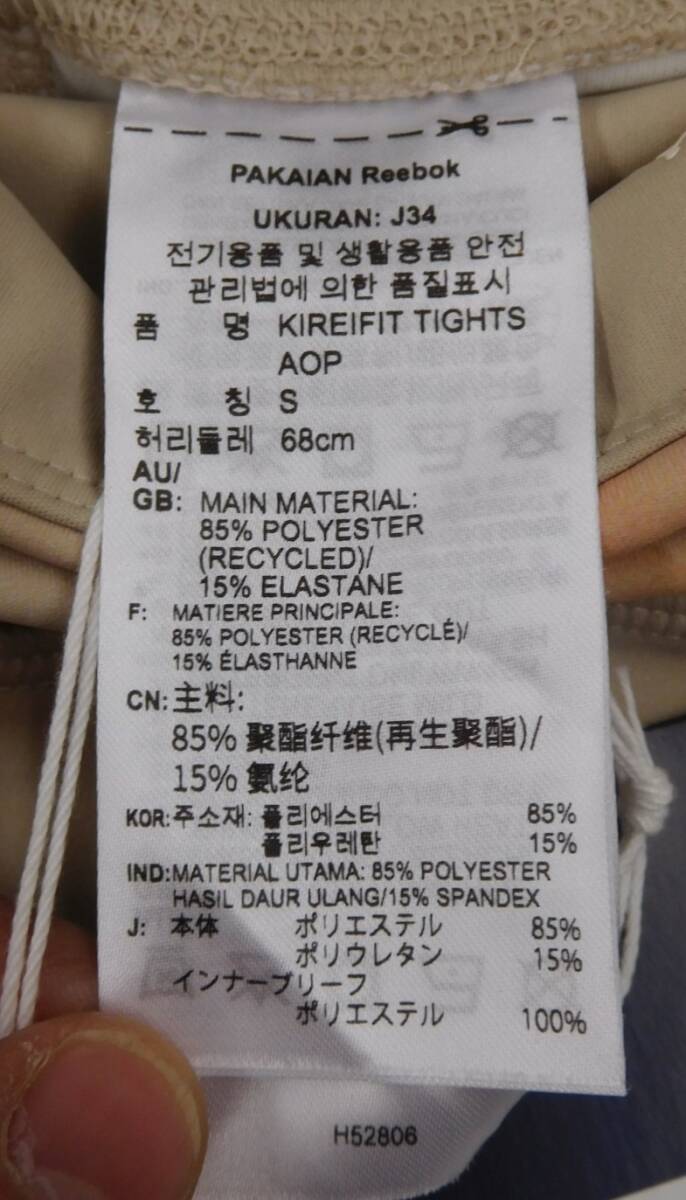 PAKAIAN Reebok
UKURAN: J34
전기용품 및 생활용품 안전
관리법에 의한 품질표시
품 명 KIREIFIT TIGHTS
AOP
호 칭 S
허리둘레 68cm
AU/
GB: MAIN MATERIAL:
85% POLYESTER
(RECYCLED)/
15% ELASTANE
F: MATIERE PRINCIPALE:
85% POLYESTER (RECYCLÉ)/
15% ÉLASTHANNE
CN: 主料:
85% 聚酯纤维(再生聚酯)/
15% 氨纶
KOR: 주소재: 폴리에스터 85%
폴리우레탄 15%
IND: MATERIAL UTAMA: 85% POLYESTER
HASIL DAUR ULANG/15% SPANDEX
J: 本体 ポリエステル 85%
ポリウレタン 15%
インナーブリーフ
ポリエステル 100%
H52806